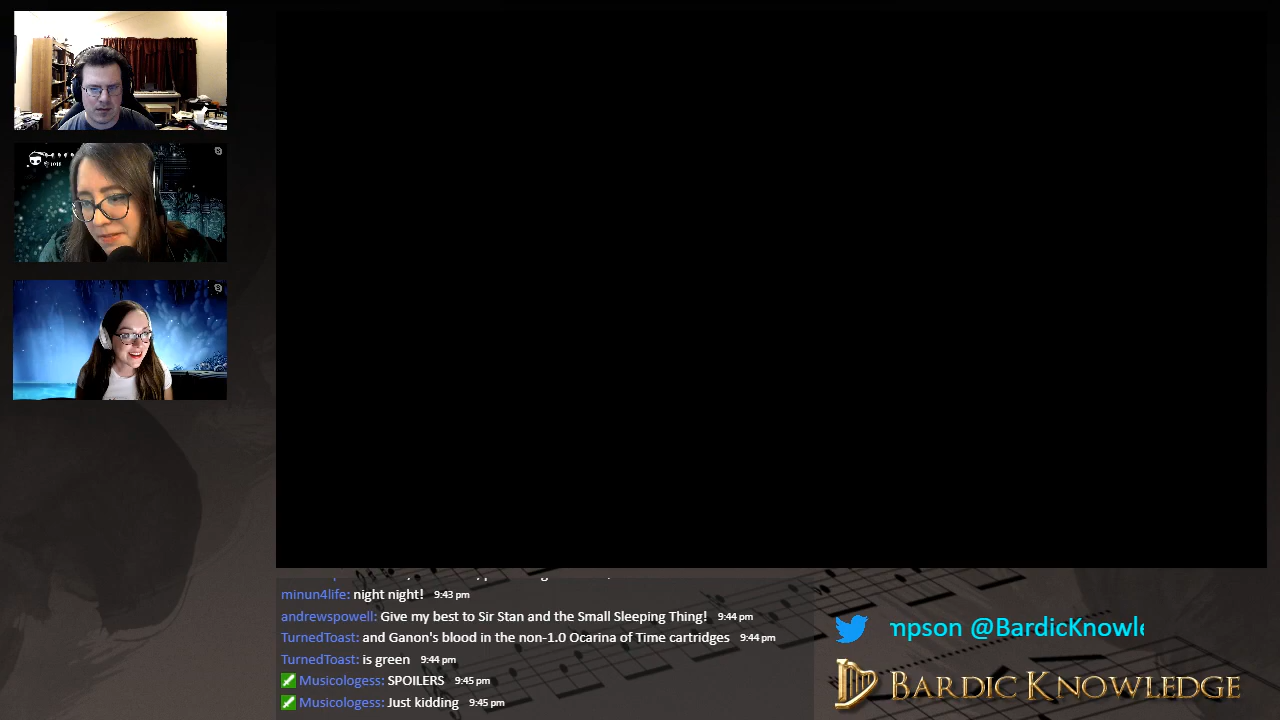 minun4life: night night! 9:43 pm
andrewspowell: Give my best to Sir Stan and the Small Sleeping Thing! 9:44 pm
TurnedToast: and Ganon's blood in the non-1.0 Ocarina of Time cartridges 9:44 pm
TurnedToast: is green 9:44 pm
Musicologess: SPOILERS 9:45 pm
Musicologess: Just kidding 9:45 pm
mpson @BardicKnowle
BARDIC KNOWLEDGE